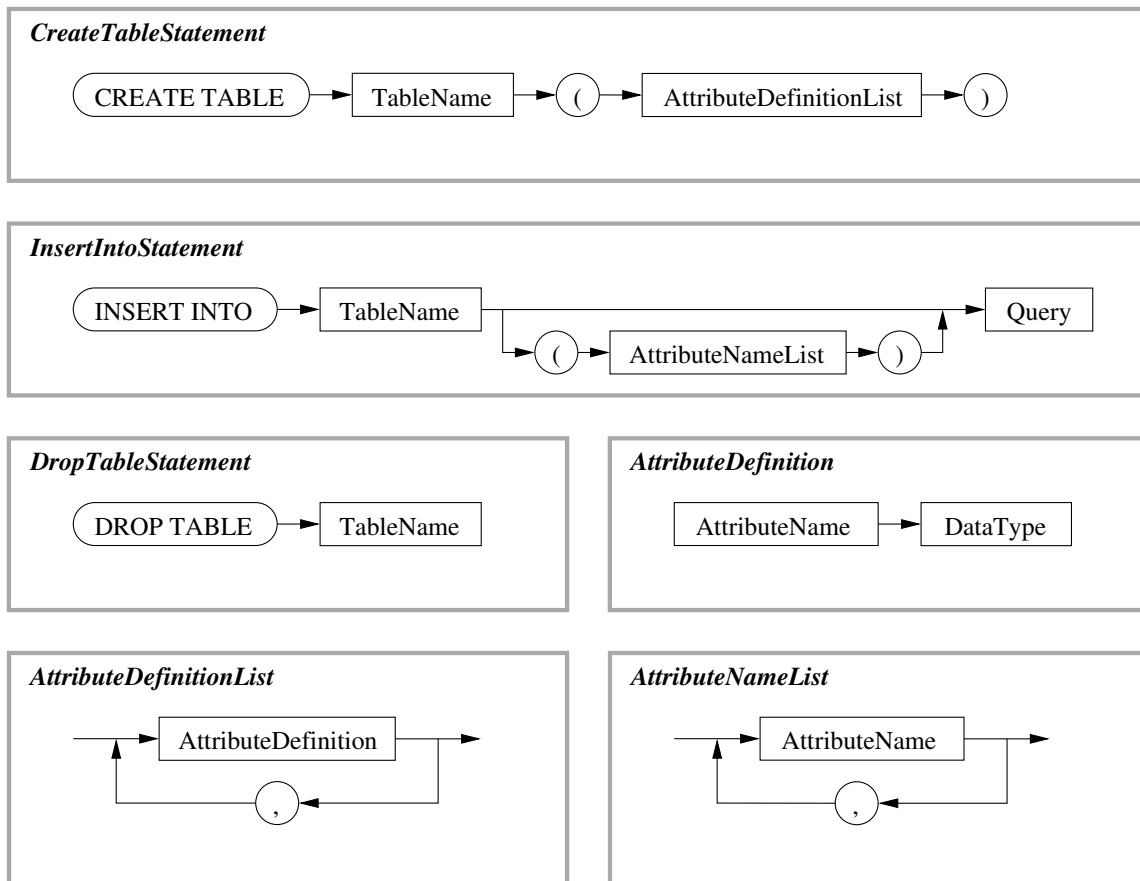 CreateTableStatement
CREATE TABLE TableName ( AttributeDefinitionList )
InsertIntoStatement
INSERT INTO TableName Query
( AttributeNameList )
DropTableStatement
DROP TABLE TableName
AttributeDefinition
AttributeName DataType
AttributeDefinitionList
AttributeDefinition
,
AttributeNameList
AttributeName
,